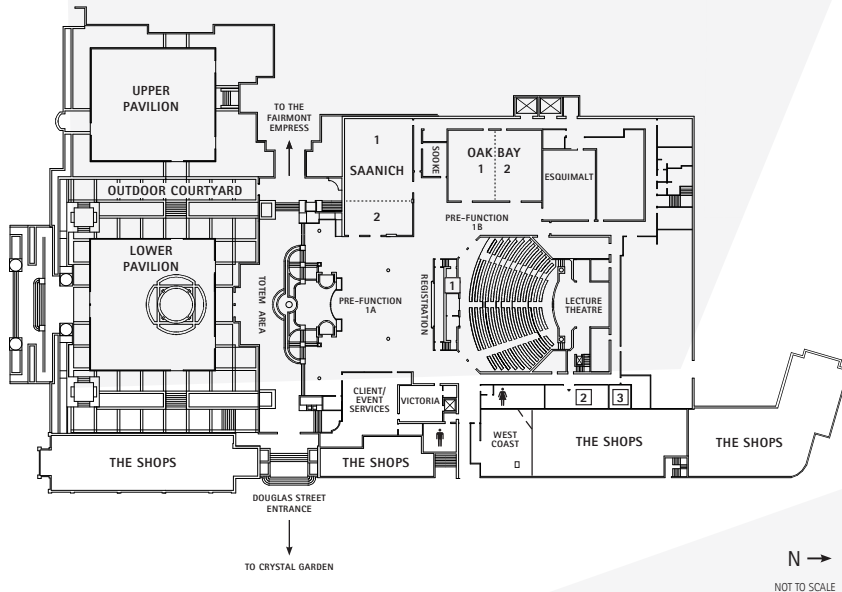 UPPER
PAVILION
TO THE
FAIRMONT
EMPRESS
1
SAANICH
2
SOOKE
OAK BAY
1 2
ESQUIMALT
OUTDOOR COURTYARD
PRE-FUNCTION
1B
LOWER
PAVILION
TOTEM AREA
PRE-FUNCTION
1A
REGISTRATION
1
LECTURE
THEATRE
CLIENT/
EVENT
SERVICES
VICTORIA
2
3
WEST
COAST
THE SHOPS
THE SHOPS
THE SHOPS
THE SHOPS
DOUGLAS STREET
ENTRANCE
TO CRYSTAL GARDEN
N
NOT TO SCALE